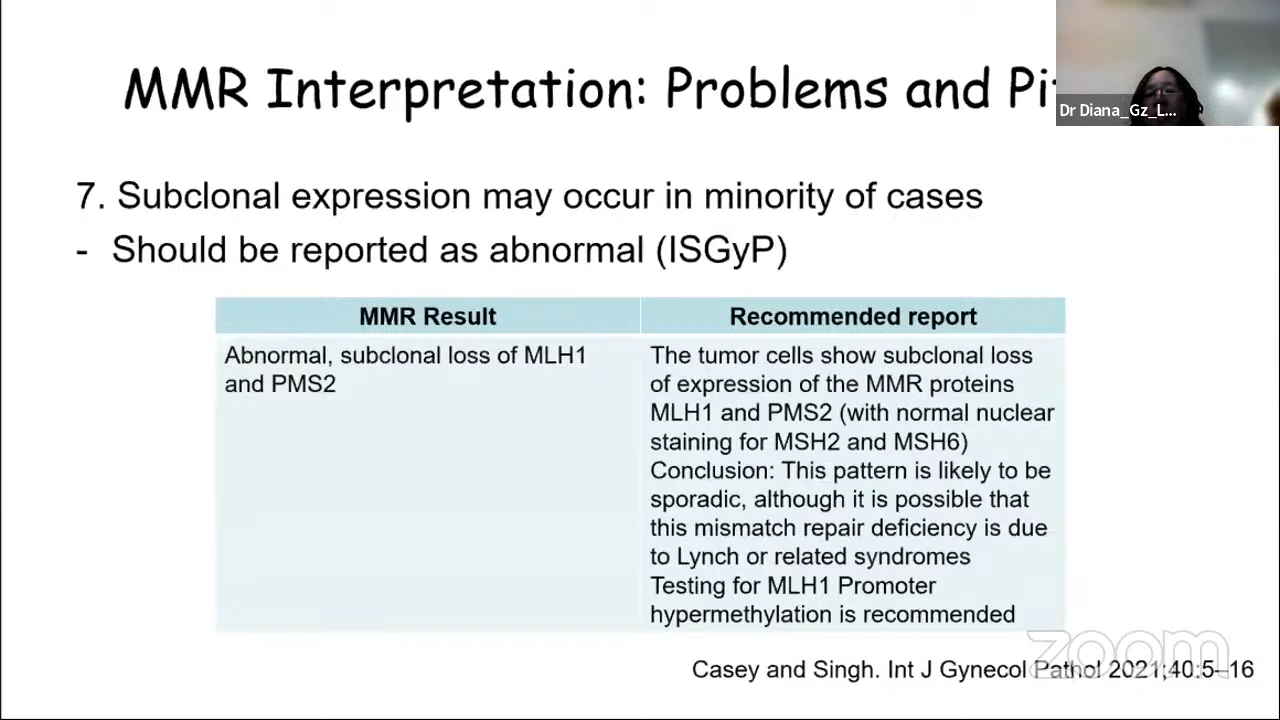 MMR Interpretation: Problems and Pi
Dr Diana_Gz_L...
7. Subclonal expression may occur in minority of cases
- Should be reported as abnormal (ISGyP)
MMR Result
Recommended report
Abnormal, subclonal loss of MLH1
and PMS2
The tumor cells show subclonal loss
of expression of the MMR proteins
MLH1 and PMS2 (with normal nuclear
staining for MSH2 and MSH6)
Conclusion: This pattern is likely to be
sporadic, although it is possible that
this mismatch repair deficiency is due
to Lynch or related syndromes
Testing for MLH1 Promoter
hypermethylation is recommended
zoom
Casey and Singh. Int J Gynecol Pathol 2021;40:5–16